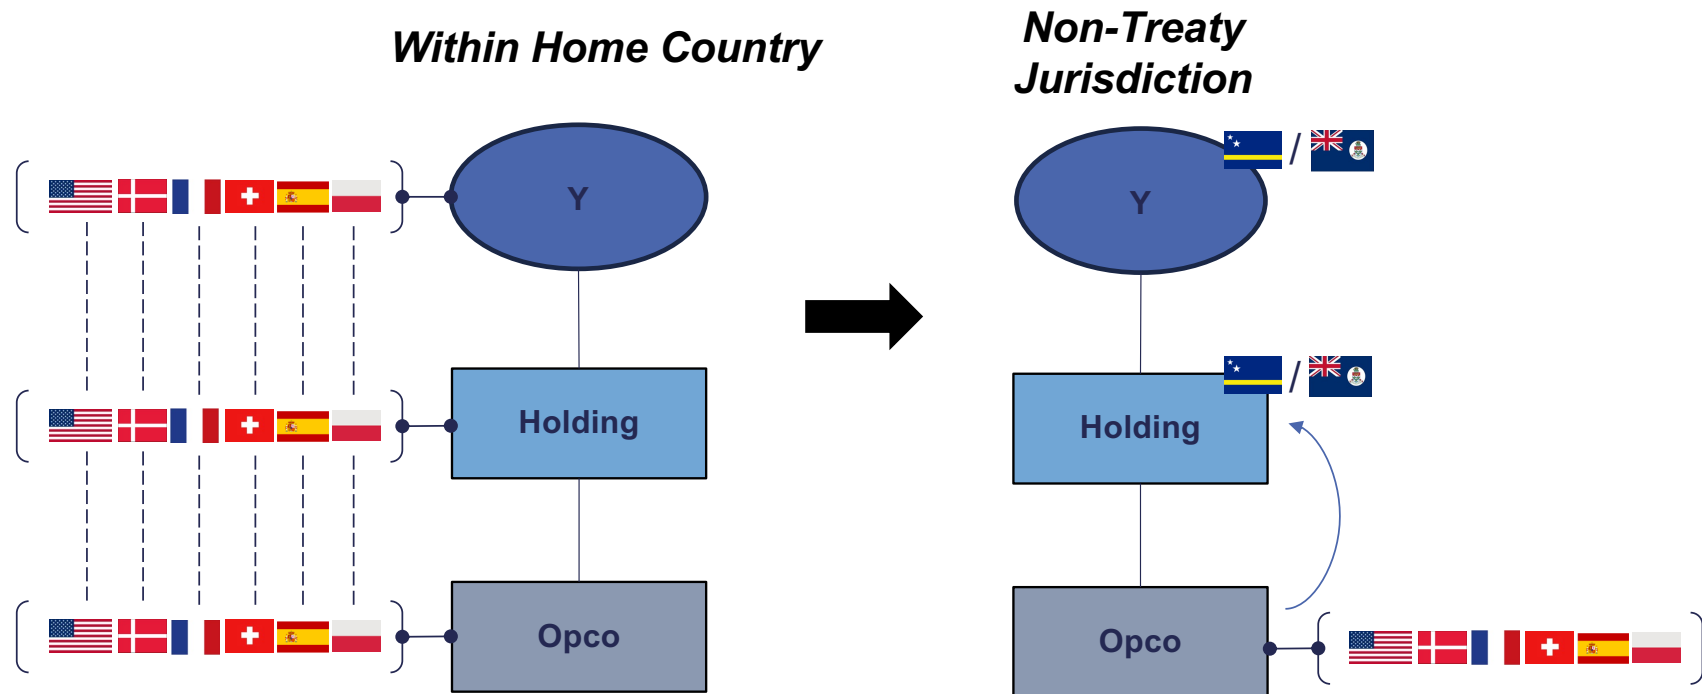 Within Home Country
Non-Treaty
Jurisdiction
Y
/
Y
Holding
/
Holding
Opco
Opco